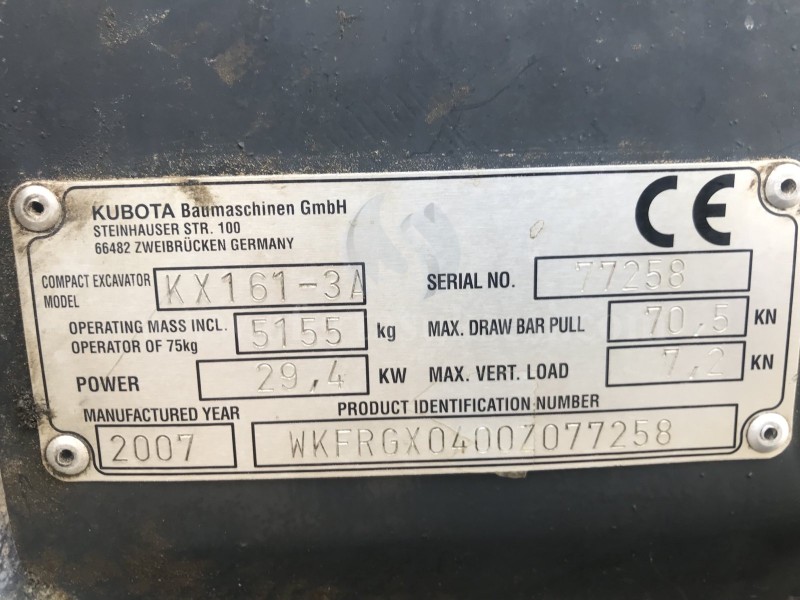 KUBOTA Baumaschinen GmbH
STEINHAUSER STR. 100
66482 ZWEIBRÜCKEN GERMANY
CE
COMPACT EXCAVATOR MODEL KX161-3A
SERIAL NO. 77258
OPERATING MASS INCL. OPERATOR OF 75kg 5155 kg
MAX. DRAW BAR PULL 70,5 KN
POWER 29,4 KW
MAX. VERT. LOAD 7,2 KN
MANUFACTURED YEAR
PRODUCT IDENTIFICATION NUMBER
2007
WKFRGX0400Z077258